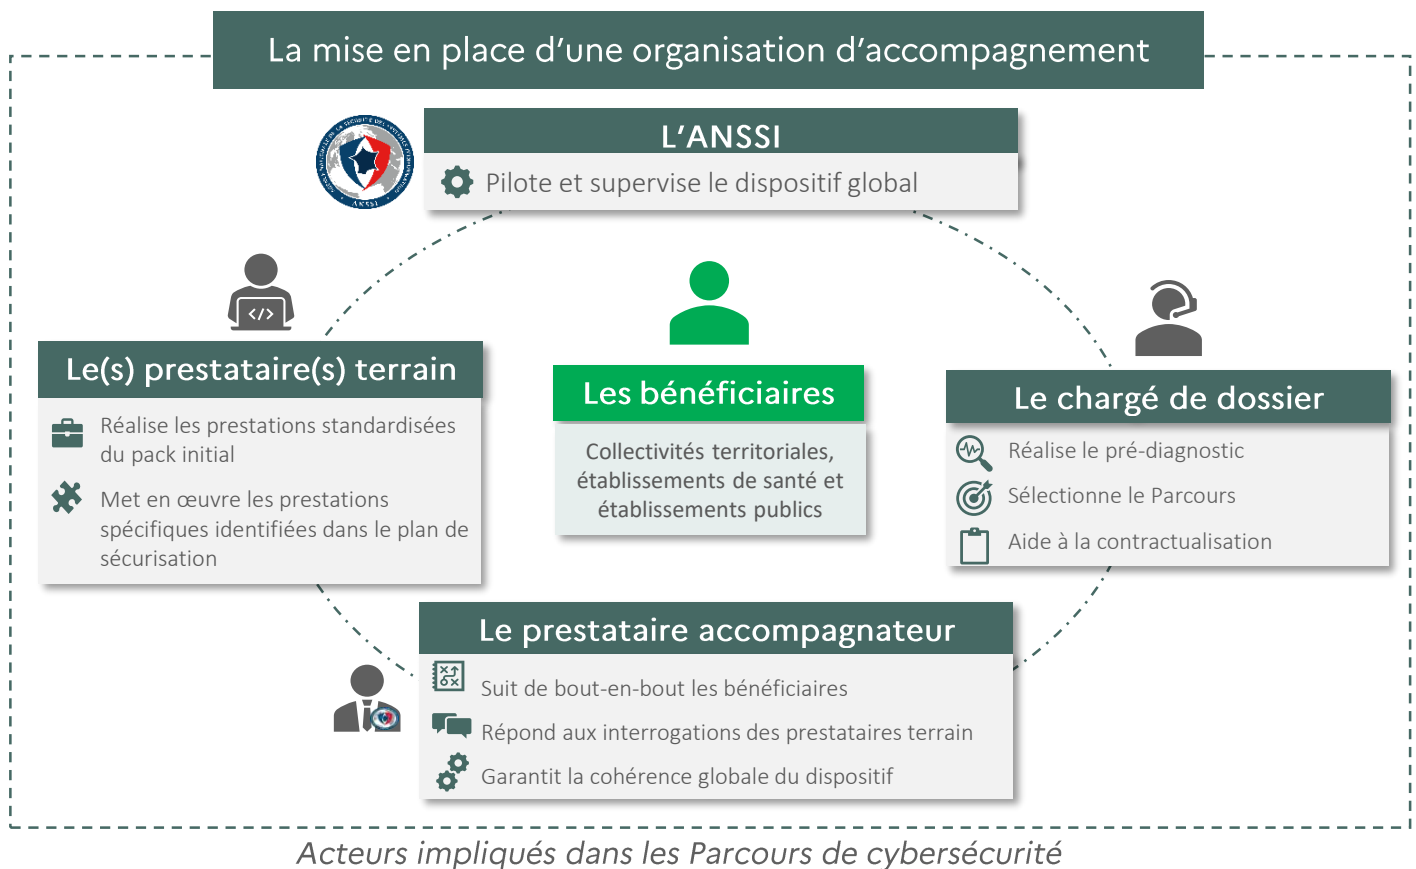 La mise en place d'une organisation d'accompagnement
L'ANSSI
Pilote et supervise le dispositif global
ANSSI
</>
Le(s) prestataire(s) terrain
Réalise les prestations standardisées
du pack initial
Met en œuvre les prestations
spécifiques identifiées dans le plan de
sécurisation
Les bénéficiaires
Collectivités territoriales,
établissements de santé et
établissements publics
Le chargé de dossier
Réalise le pré-diagnostic
Sélectionne le Parcours
Aide à la contractualisation
Le prestataire accompagnateur
Suit de bout-en-bout les bénéficiaires
Répond aux interrogations des prestataires terrain
Garantit la cohérence globale du dispositif
Acteurs impliqués dans les Parcours de cybersécurité